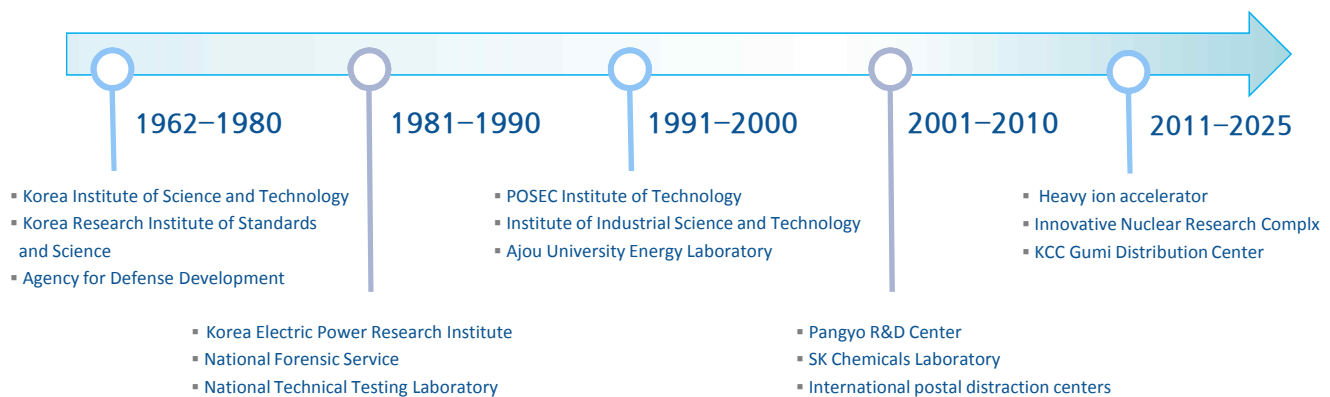 1962–1980
1981–1990
1991–2000
2001–2010
2011–2025
▪ Korea Institute of Science and Technology
▪ Korea Research Institute of Standards
and Science
▪ Agency for Defense Development
▪ Korea Electric Power Research Institute
▪ National Forensic Service
▪ National Technical Testing Laboratory
▪ POSEC Institute of Technology
▪ Institute of Industrial Science and Technology
▪ Ajou University Energy Laboratory
▪ Pangyo R&D Center
▪ SK Chemicals Laboratory
▪ International postal distraction centers
▪ Heavy ion accelerator
▪ Innovative Nuclear Research Complx
▪ KCC Gumi Distribution Center